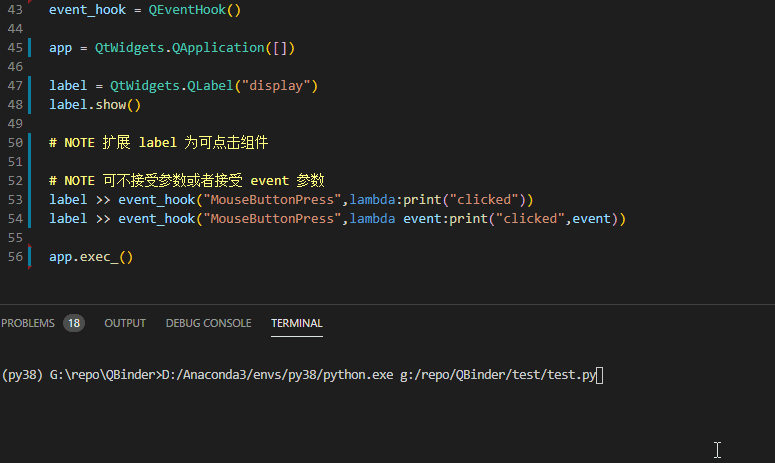 43 event_hook = QEventHook()
44
45 app = QtWidgets.QApplication([])
46
47 label = QtWidgets.QLabel("display")
48 label.show()
49
50 # NOTE 扩展 label 为可点击组件
51
52 # NOTE 可不接受参数或者接受 event 参数
53 label >> event_hook("MouseButtonPress",lambda:print("clicked"))
54 label >> event_hook("MouseButtonPress",lambda event:print("clicked",event))
55
56 app.exec_()
PROBLEMS 18 OUTPUT DEBUG CONSOLE TERMINAL
(py38) G:\repo\QBinder>D:/Anaconda3/envs/py38/python.exe g:/repo/QBinder/test/test.py